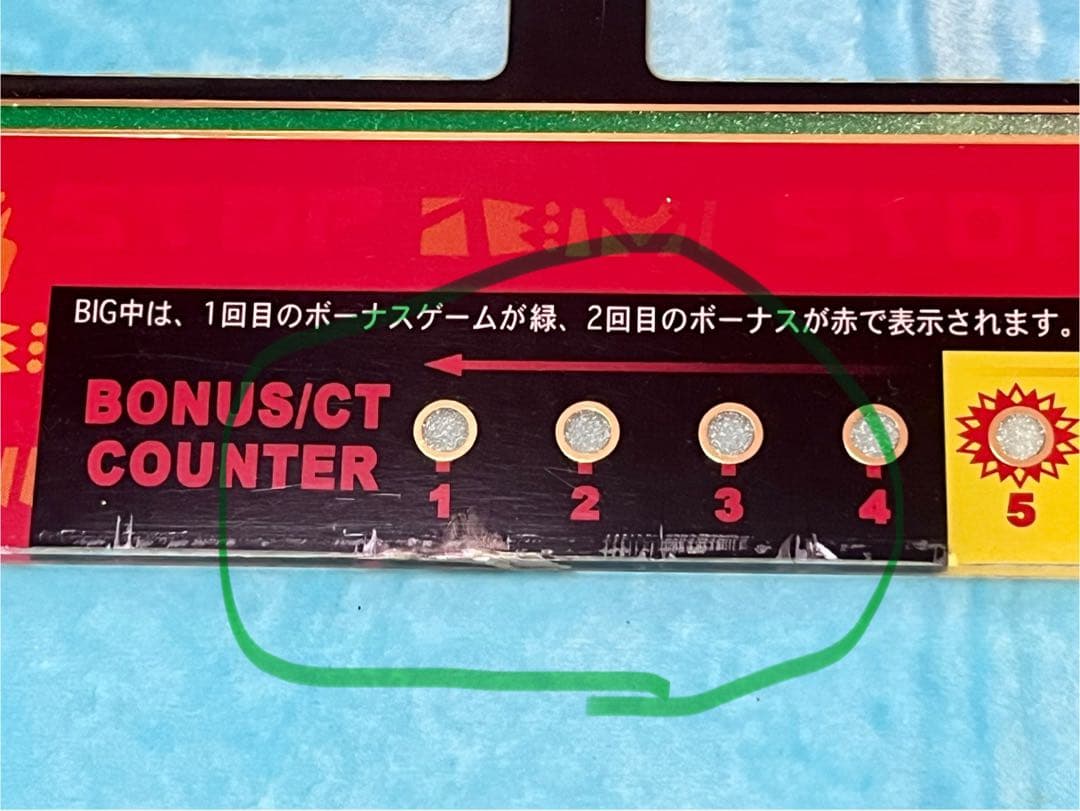 STOP STOP
BIG中は、1回目のボーナスゲームが緑、2回目のボーナスが赤で表示されます。
BONUS/CT
COUNTER
1 2 3 4 5